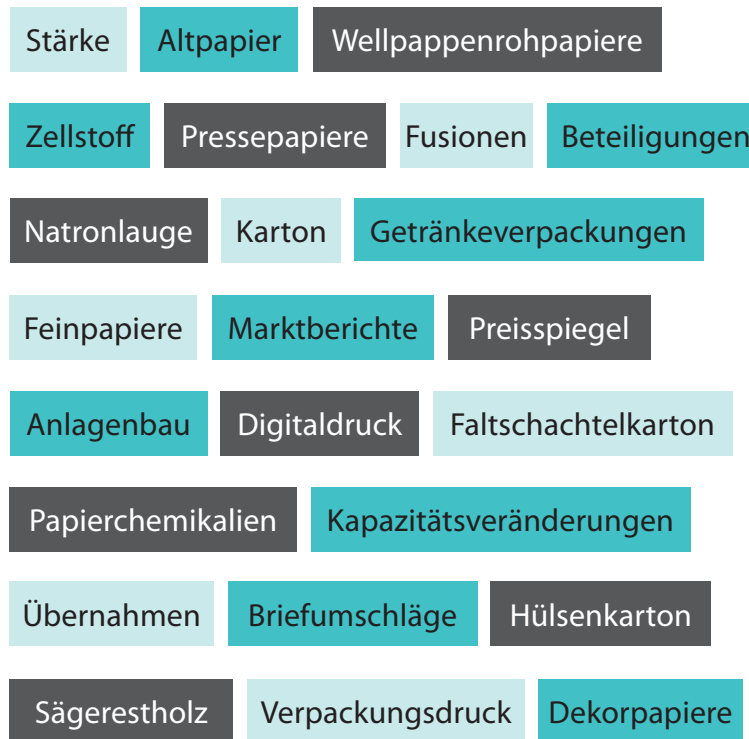 Stärke Altpapier Wellpappenrohpapiere
Zellstoff Pressepapiere Fusionen Beteiligungen
Natronlauge Karton Getränkeverpackungen
Feinpapiere Marktberichte Preisspiegel
Anlagenbau Digitaldruck Faltschachtelkarton
Papierchemikalien Kapazitätsveränderungen
Übernahmen Briefumschläge Hülsenkarton
Sägerestholz Verpackungsdruck Dekorpapiere